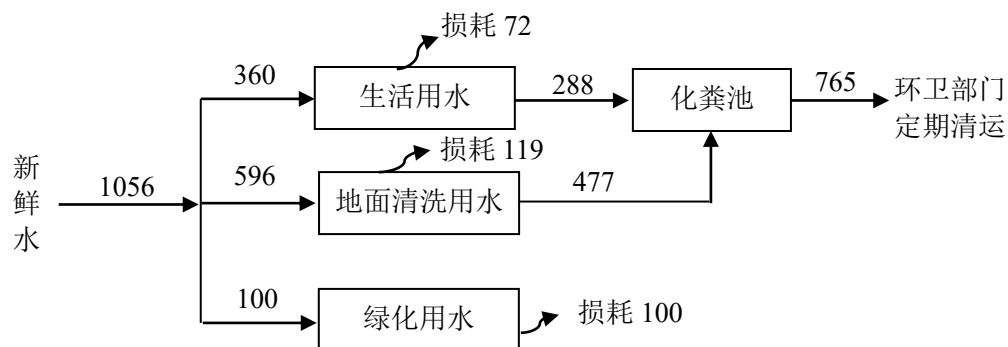 损耗 72
360
生活用水
288
化粪池
765
环卫部门
定期清运
新
鲜
水
1056
596
损耗 119
地面清洗用水
477
100
绿化用水
损耗 100